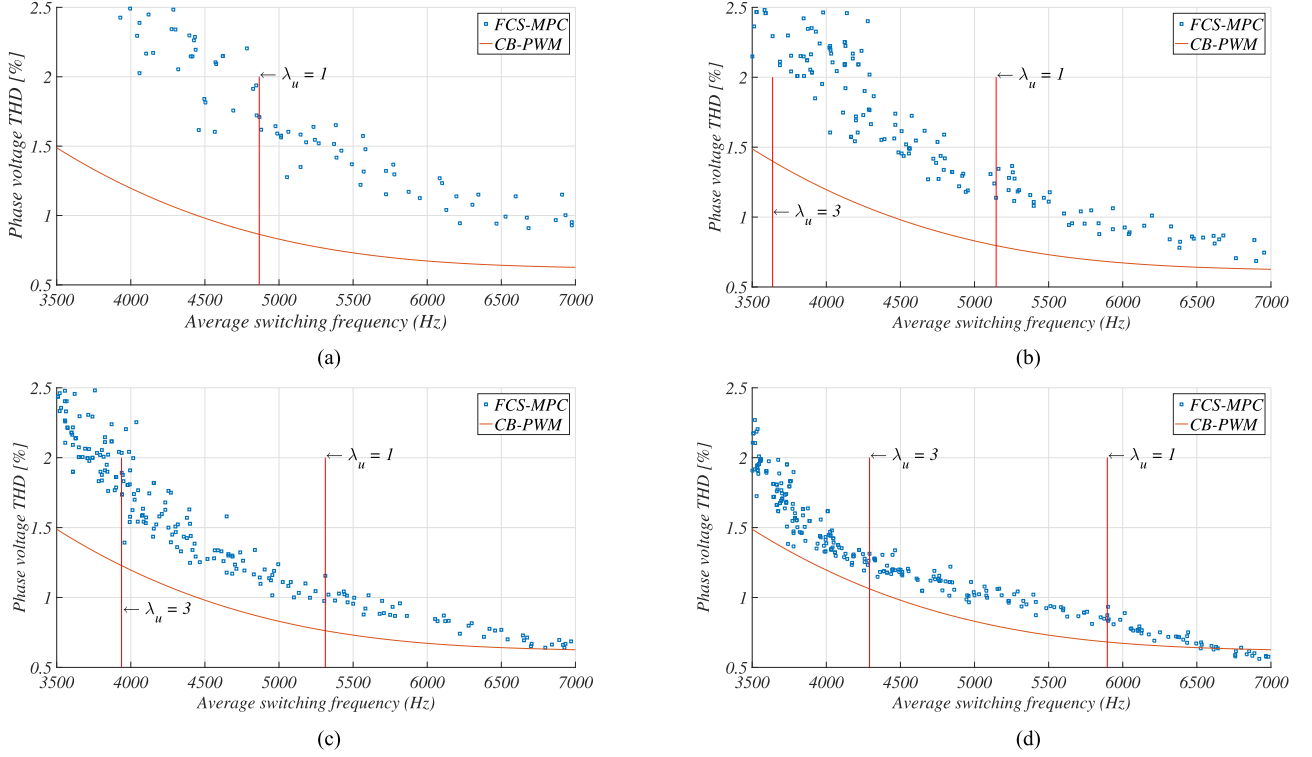 2.5
2
1.5
1
0.5
Phase voltage THD [%]
FCS-MPC
CB-PWM
← λu = 1
3500 4000 4500 5000 5500 6000 6500 7000
Average switching frequency (Hz)
(a)
2.5
2
1.5
1
0.5
Phase voltage THD [%]
FCS-MPC
CB-PWM
← λu = 1
← λu = 3
3500 4000 4500 5000 5500 6000 6500 7000
Average switching frequency (Hz)
(b)
2.5
2
1.5
1
0.5
Phase voltage THD [%]
FCS-MPC
CB-PWM
← λu = 1
← λu = 3
3500 4000 4500 5000 5500 6000 6500 7000
Average switching frequency (Hz)
(c)
2.5
2
1.5
1
0.5
Phase voltage THD [%]
FCS-MPC
CB-PWM
← λu = 3
← λu = 1
3500 4000 4500 5000 5500 6000 6500 7000
Average switching frequency (Hz)
(d)